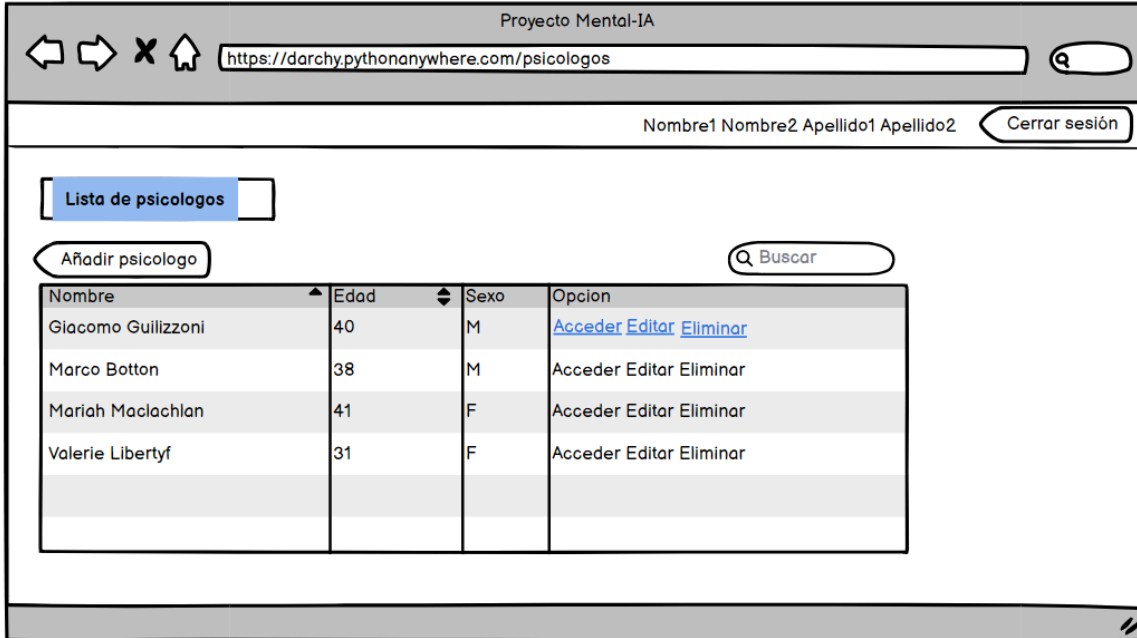 Proyecto Mental-IA
https://darchy.pythonanywhere.com/psicologos
Nombre1 Nombre2 Apellido1 Apellido2 Cerrar sesión
Lista de psicologos
Añadir psicologo Buscar
Nombre Edad Sexo Opcion
Giacomo Guilizzoni 40 M Acceder Editar Eliminar
Marco Botton 38 M Acceder Editar Eliminar
Mariah Maclachlan 41 F Acceder Editar Eliminar
Valerie Libertyf 31 F Acceder Editar Eliminar